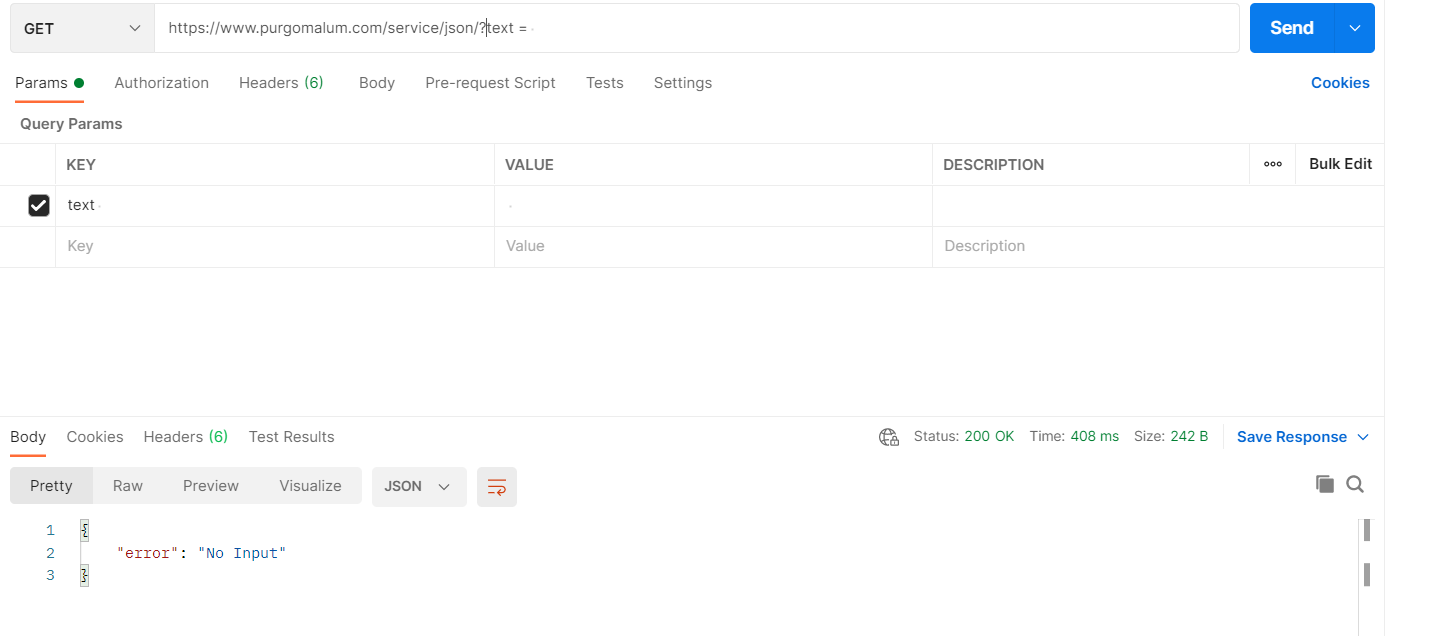 GET https://www.purgomalum.com/service/json/?text = · Send
Params Authorization Headers (6) Body Pre-request Script Tests Settings Cookies
Query Params
KEY VALUE DESCRIPTION ooo Bulk Edit
text · ·
Key Value Description
Body Cookies Headers (6) Test Results Status: 200 OK Time: 408 ms Size: 242 B Save Response
Pretty Raw Preview Visualize JSON
1 {
2 "error": "No Input"
3 }